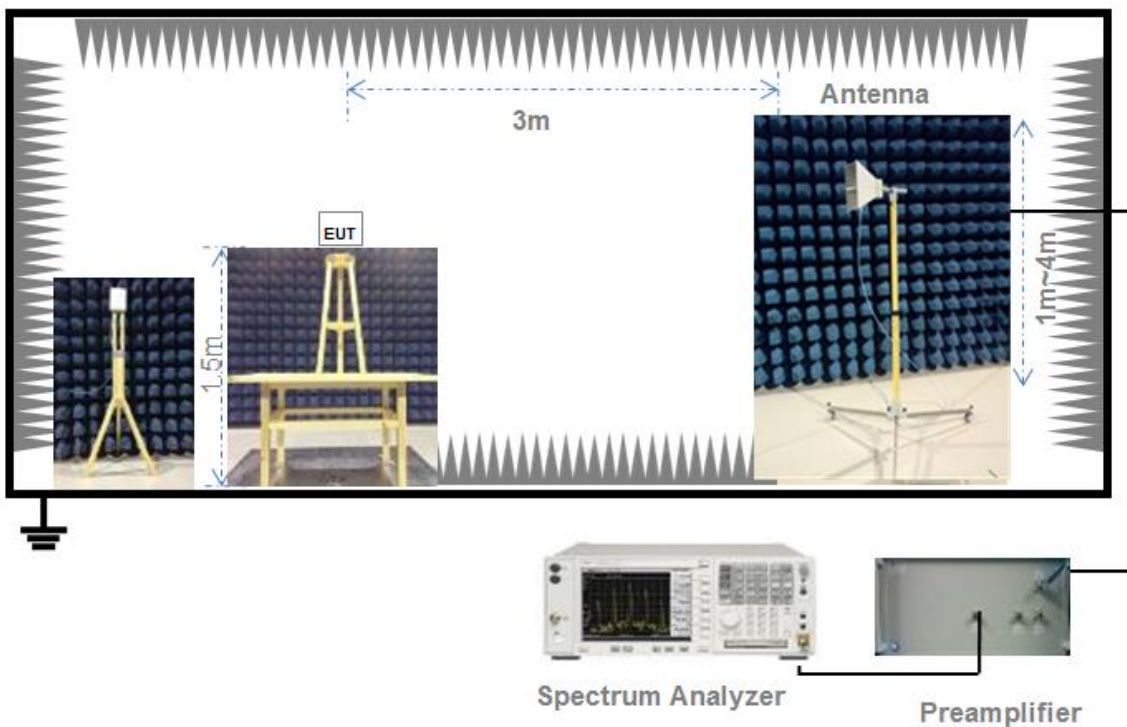 Antenna
3m
EUT
1.5m
1m~4m
Spectrum Analyzer
Preamplifier